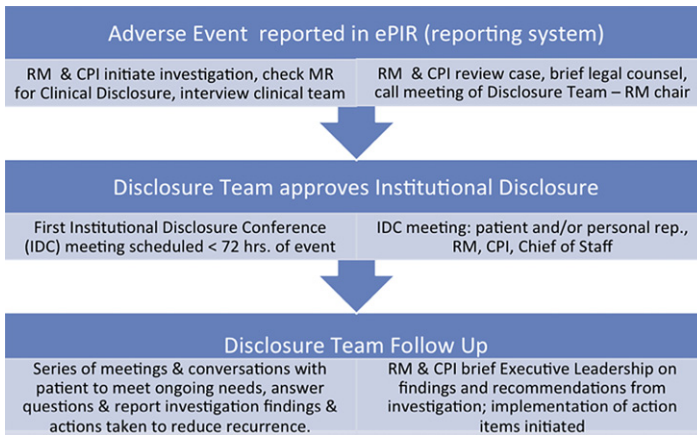 Adverse Event reported in ePIR (reporting system)
RM & CPI initiate investigation, check MR
for Clinical Disclosure, interview clinical team
RM & CPI review case, brief legal counsel,
call meeting of Disclosure Team – RM chair
Disclosure Team approves Institutional Disclosure
First Institutional Disclosure Conference
(IDC) meeting scheduled < 72 hrs. of event
IDC meeting: patient and/or personal rep.,
RM, CPI, Chief of Staff
Disclosure Team Follow Up
Series of meetings & conversations with
patient to meet ongoing needs, answer
questions & report investigation findings &
actions taken to reduce recurrence.
RM & CPI brief Executive Leadership on
findings and recommendations from
investigation; implementation of action
items initiated